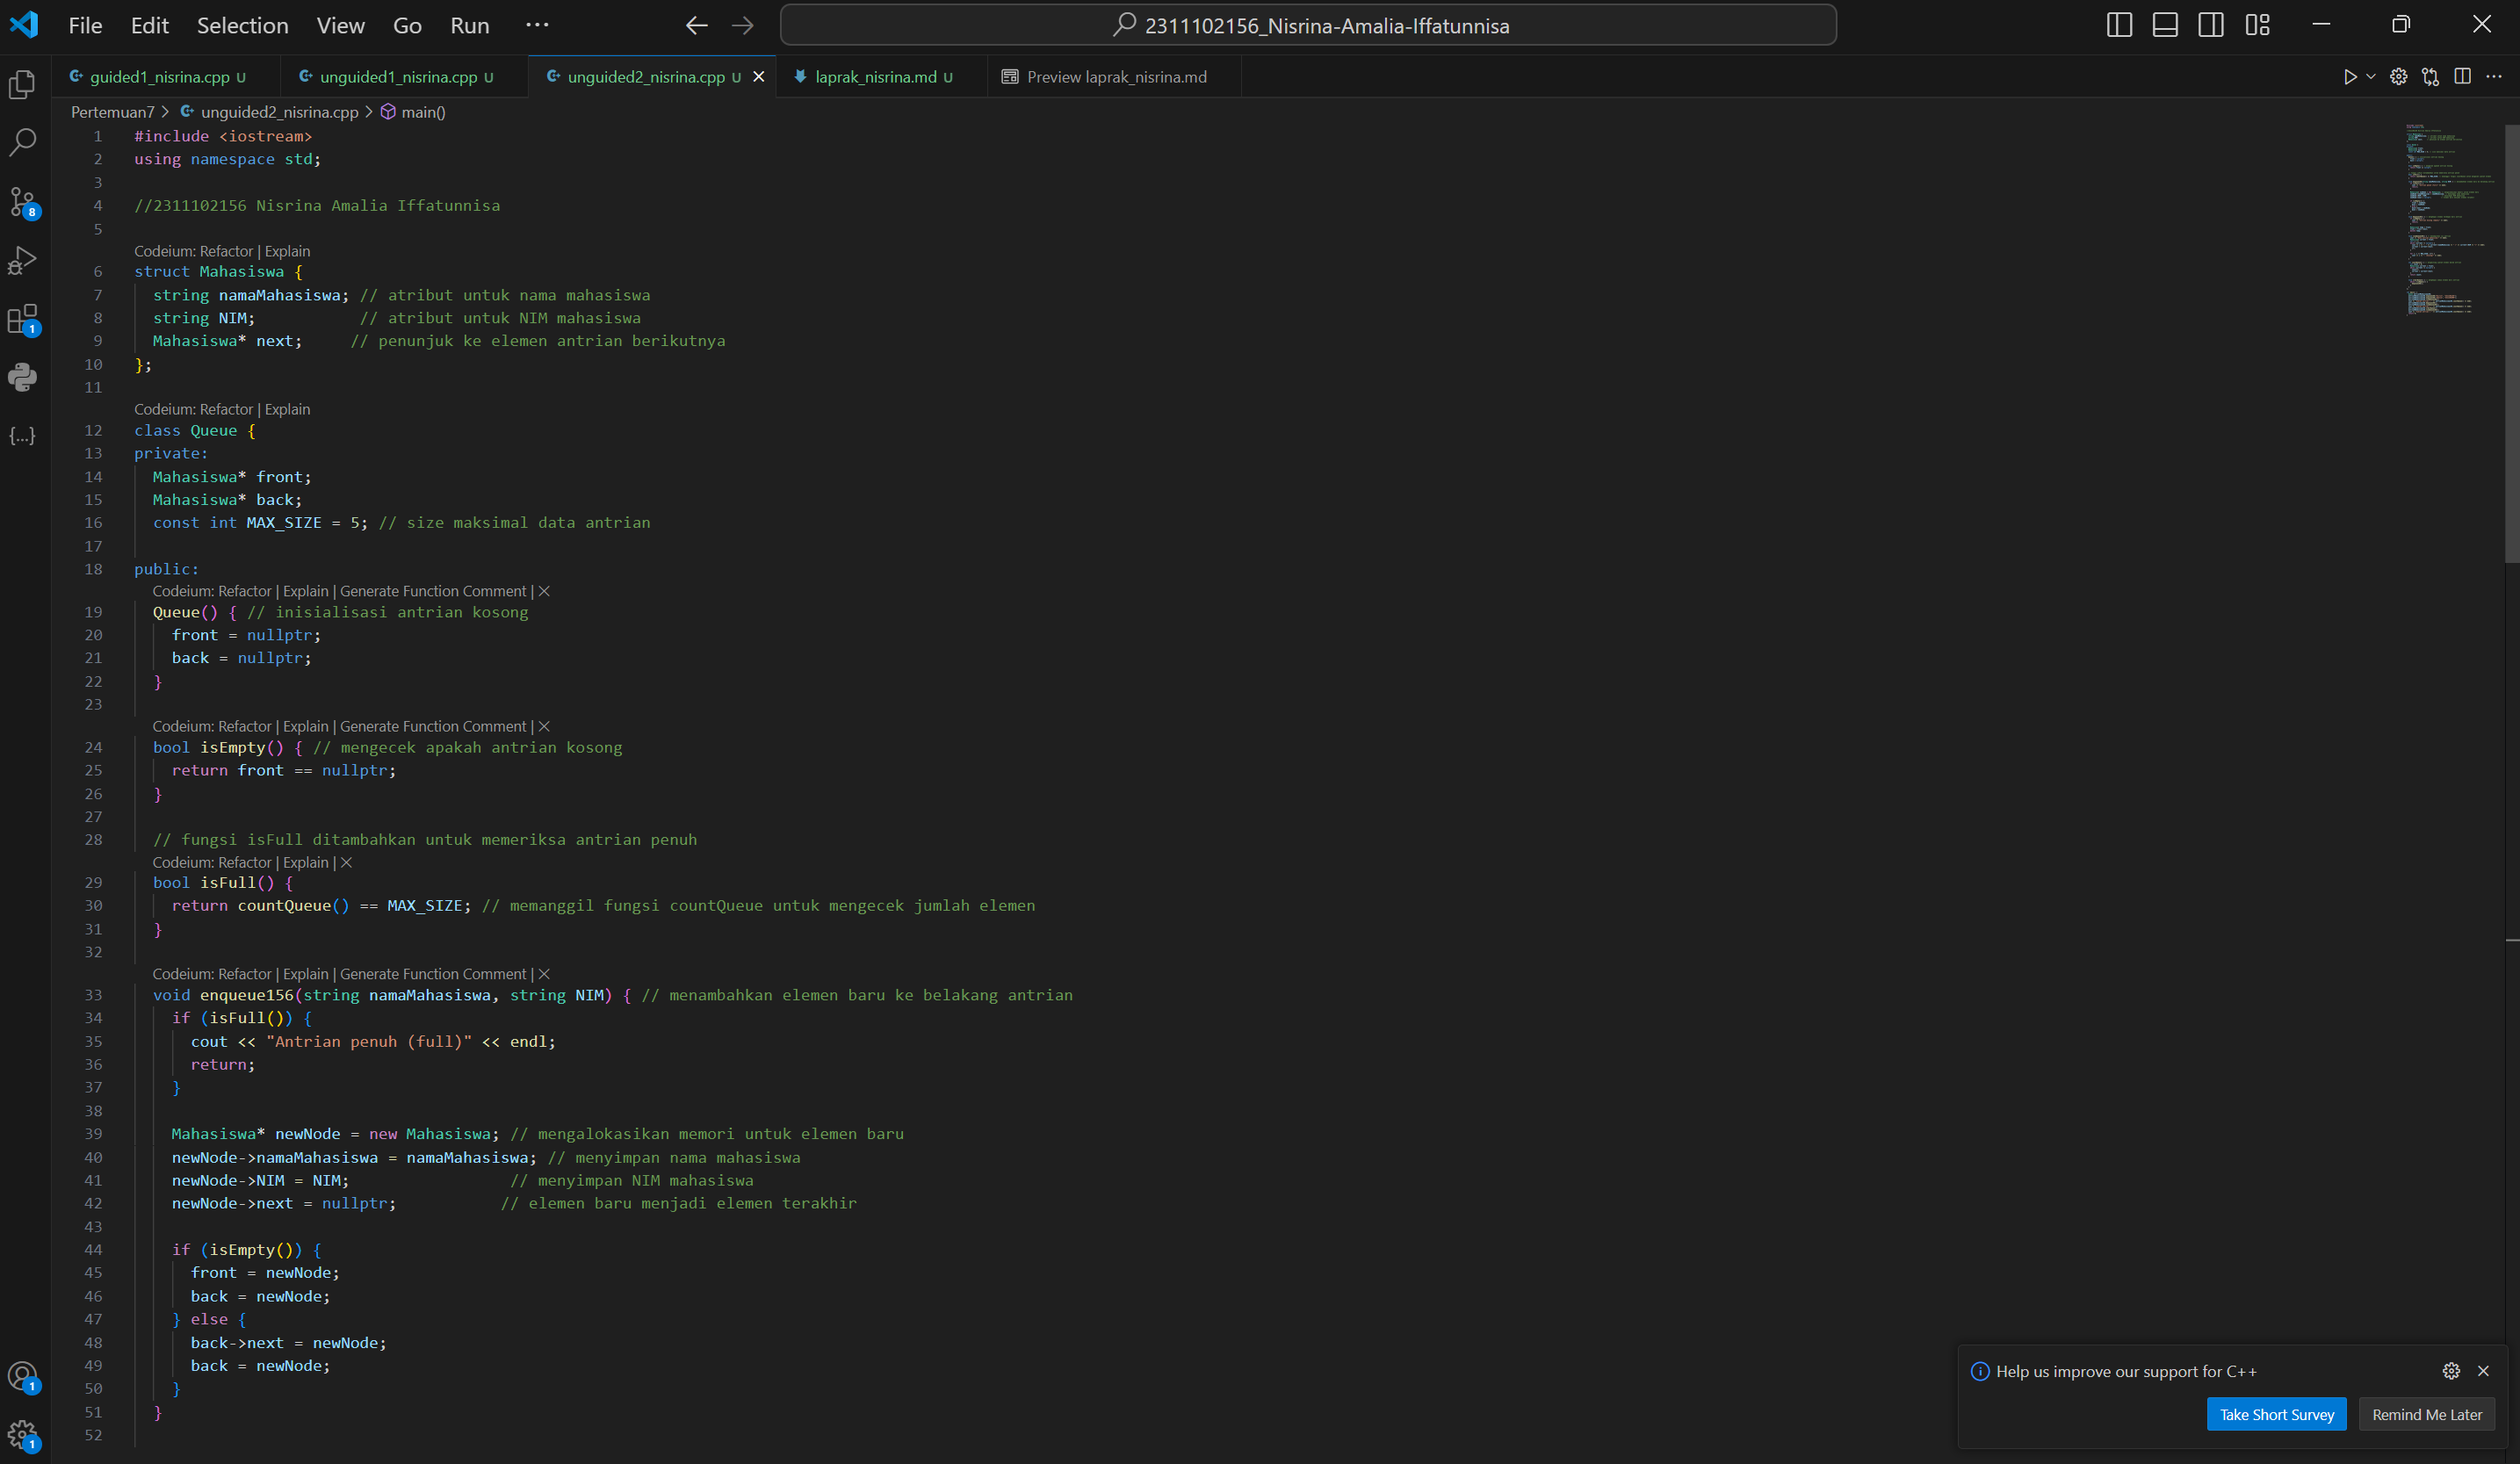 File Edit Selection View Go Run ···
2311102156_Nisrina-Amalia-Iffatunnisa
guided1_nisrina.cpp U
unguided1_nisrina.cpp U
unguided2_nisrina.cpp U
laprak_nisrina.md U
Preview laprak_nisrina.md
Pertemuan7 > unguided2_nisrina.cpp > main()
1 #include <iostream>
2 using namespace std;
3
4 //2311102156 Nisrina Amalia Iffatunnisa
5
Codeium: Refactor | Explain
6 struct Mahasiswa {
7 string namaMahasiswa; // atribut untuk nama mahasiswa
8 string NIM; // atribut untuk NIM mahasiswa
9 Mahasiswa* next; // penunjuk ke elemen antrian berikutnya
10 };
11
Codeium: Refactor | Explain
12 class Queue {
13 private:
14 Mahasiswa* front;
15 Mahasiswa* back;
16 const int MAX_SIZE = 5; // size maksimal data antrian
17
18 public:
Codeium: Refactor | Explain | Generate Function Comment | ×
19 Queue() { // inisialisasi antrian kosong
20 front = nullptr;
21 back = nullptr;
22 }
23
Codeium: Refactor | Explain | Generate Function Comment | ×
24 bool isEmpty() { // mengecek apakah antrian kosong
25 return front == nullptr;
26 }
27
28 // fungsi isFull ditambahkan untuk memeriksa antrian penuh
Codeium: Refactor | Explain | ×
29 bool isFull() {
30 return countQueue() == MAX_SIZE; // memanggil fungsi countQueue untuk mengecek jumlah elemen
31 }
32
Codeium: Refactor | Explain | Generate Function Comment | ×
33 void enqueue156(string namaMahasiswa, string NIM) { // menambahkan elemen baru ke belakang antrian
34 if (isFull()) {
35 cout << "Antrian penuh (full)" << endl;
36 return;
37 }
38
39 Mahasiswa* newNode = new Mahasiswa; // mengalokasikan memori untuk elemen baru
40 newNode->namaMahasiswa = namaMahasiswa; // menyimpan nama mahasiswa
41 newNode->NIM = NIM; // menyimpan NIM mahasiswa
42 newNode->next = nullptr; // elemen baru menjadi elemen terakhir
43
44 if (isEmpty()) {
45 front = newNode;
46 back = newNode;
47 } else {
48 back->next = newNode;
49 back = newNode;
50 }
51 }
52
8
1
1
1
Help us improve our support for C++
Take Short Survey
Remind Me Later